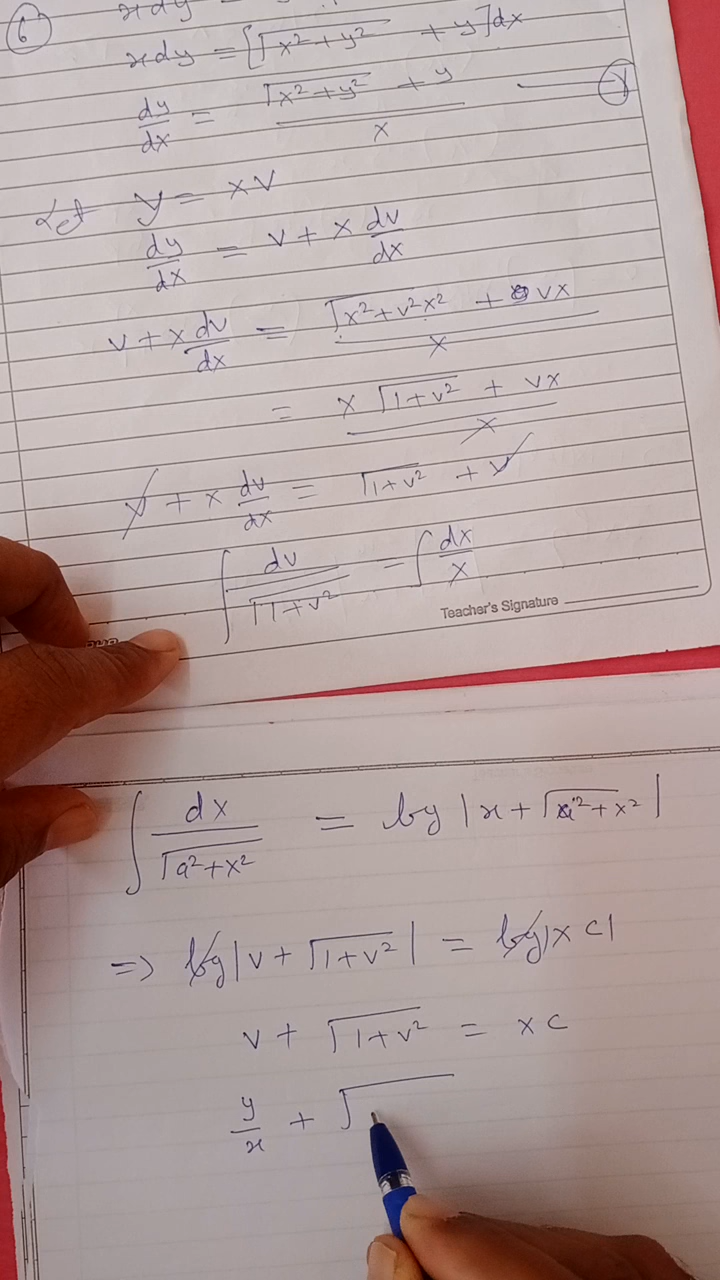 6
xdy =
xdy = [√x²+y² + y]dx
dy/dx = (√x²+y² + y)/x
Let y = xv
dy/dx = v + x dv/dx
v + x dv/dx = (√x²+v²x² + vx)/x
= (x √1+v² + vx)/x
v + x dv/dx = √1+v² + v
∫ dv/√1+v² = ∫ dx/x
Teacher's Signature
∫ dx/√a²+x² = log |x + √a²+x²|
=> log|v + √1+v²| = log|xc|
v + √1+v² = xc
y/x + √